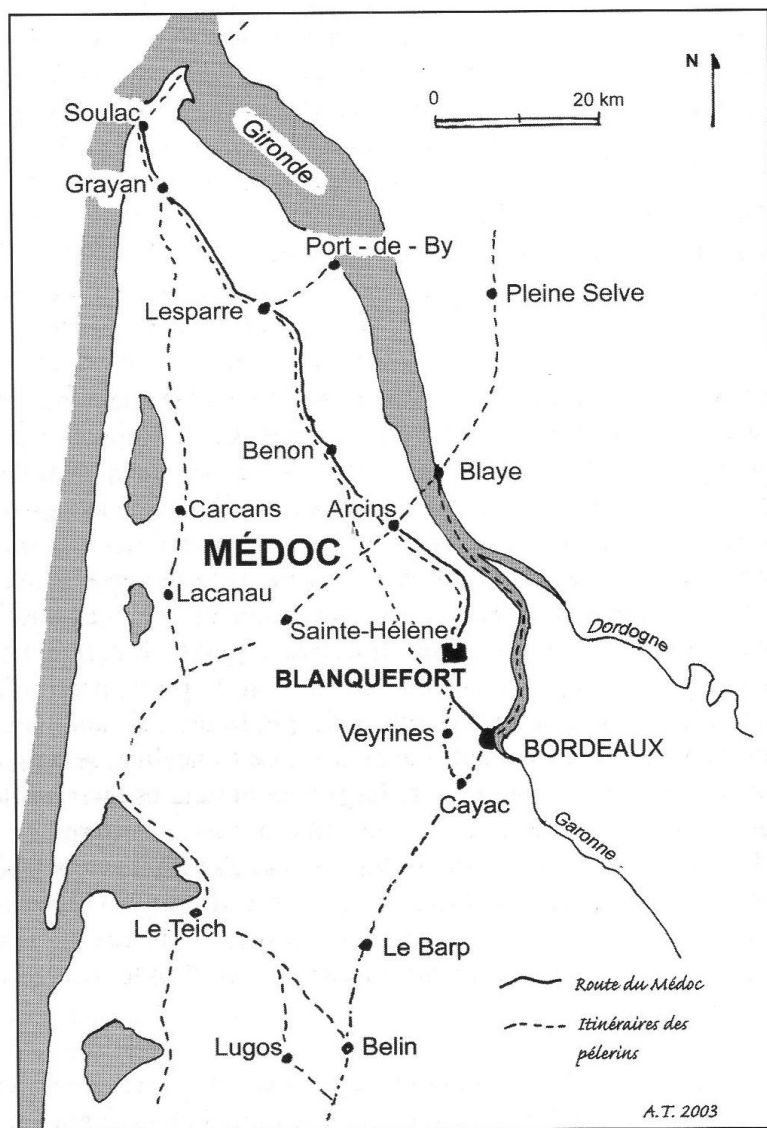 N
0 20 km
Soulac
Gironde
Grayan
Port - de - By
Pleine Selve
Lesparre
Benon
Blaye
Carcans
Arcins
MÉDOC
Lacanau
Sainte-Hélène
Dordogne
BLANQUEFORT
Veyrines
BORDEAUX
Cayac
Garonne
Le Teich
Le Barp
Route du Médoc
Itinéraires des
pélerins
Lugos
Belin
A.T. 2003